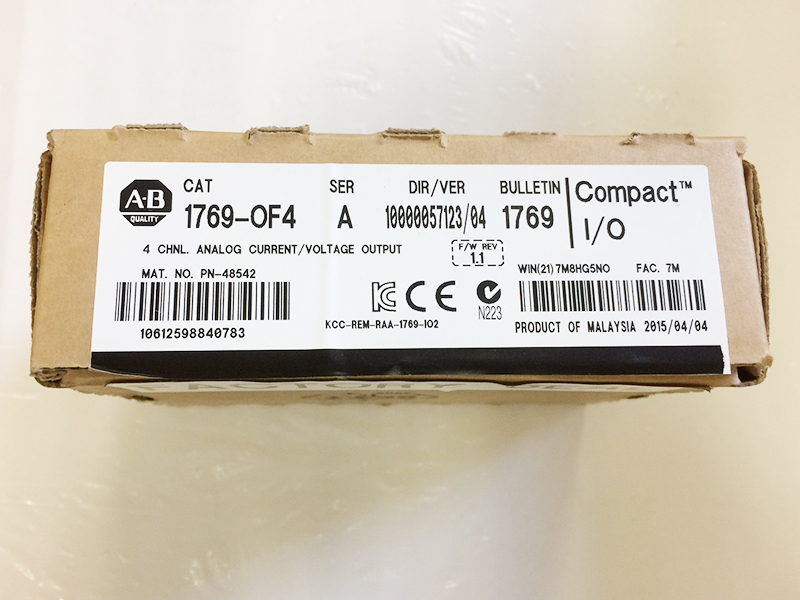 A-B
QUALITY
CAT
1769-OF4
SER
A
DIR/VER
10000057123/04
BULLETIN
1769
Compact™
I/O
4 CHNL. ANALOG CURRENT/VOLTAGE OUTPUT
F/W REV
1.1
MAT. NO. PN-48542
10612598840783
KCC-REM-RAA-1769-IO2
N223
WIN(21) 7M8HG5NO FAC. 7M
PRODUCT OF MALAYSIA 2015/04/04
FACTORY